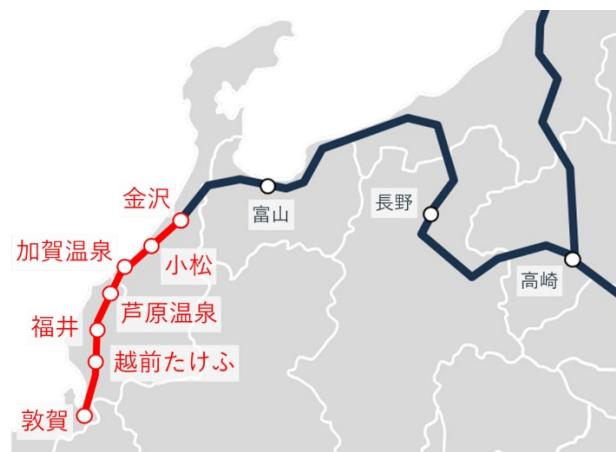 金沢
富山
長野
加賀温泉
小松
高崎
芦原温泉
福井
越前たけふ
敦賀